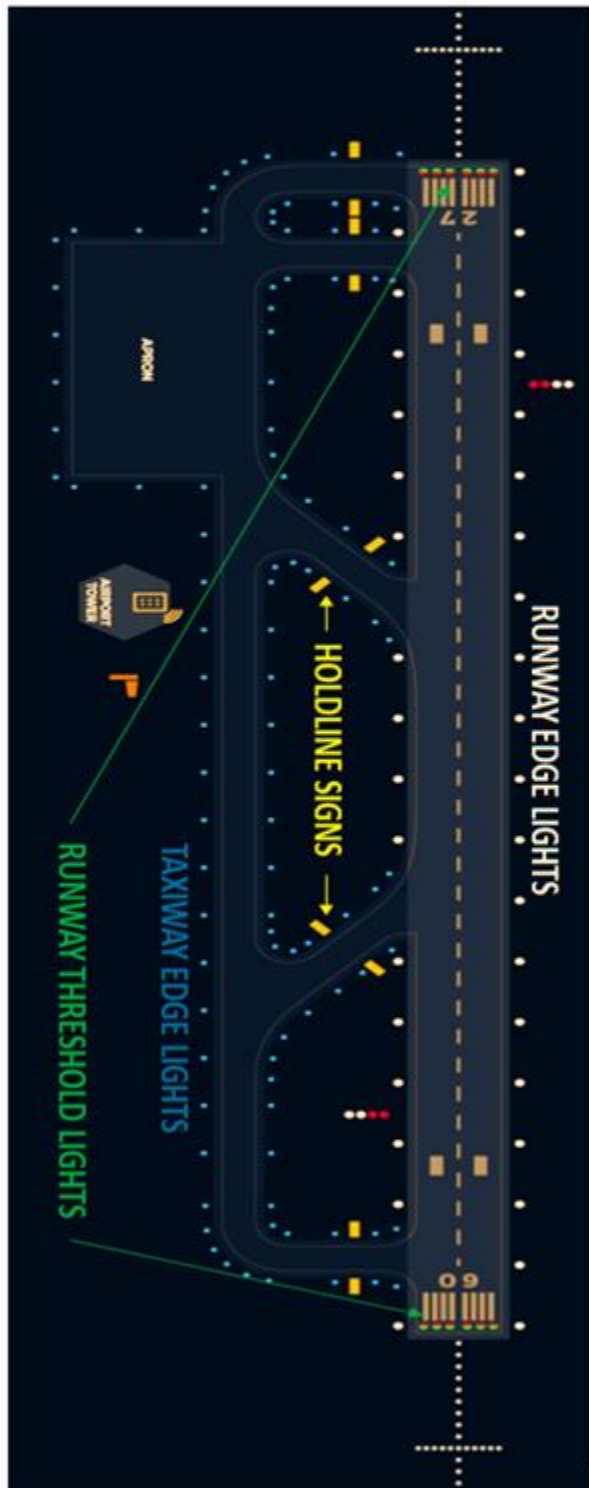 27
APRON
AIRPORT
TOWER
RUNWAY EDGE LIGHTS
HOLDLINE SIGNS
TAXIWAY EDGE LIGHTS
RUNWAY THRESHOLD LIGHTS
09